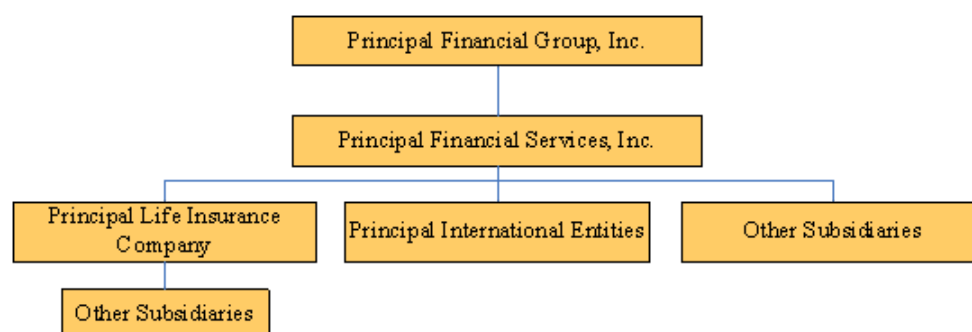 Principal Financial Group, Inc.
Principal Financial Services, Inc.
Principal Life Insurance
Company
Principal International Entities
Other Subsidiaries
Other Subsidiaries